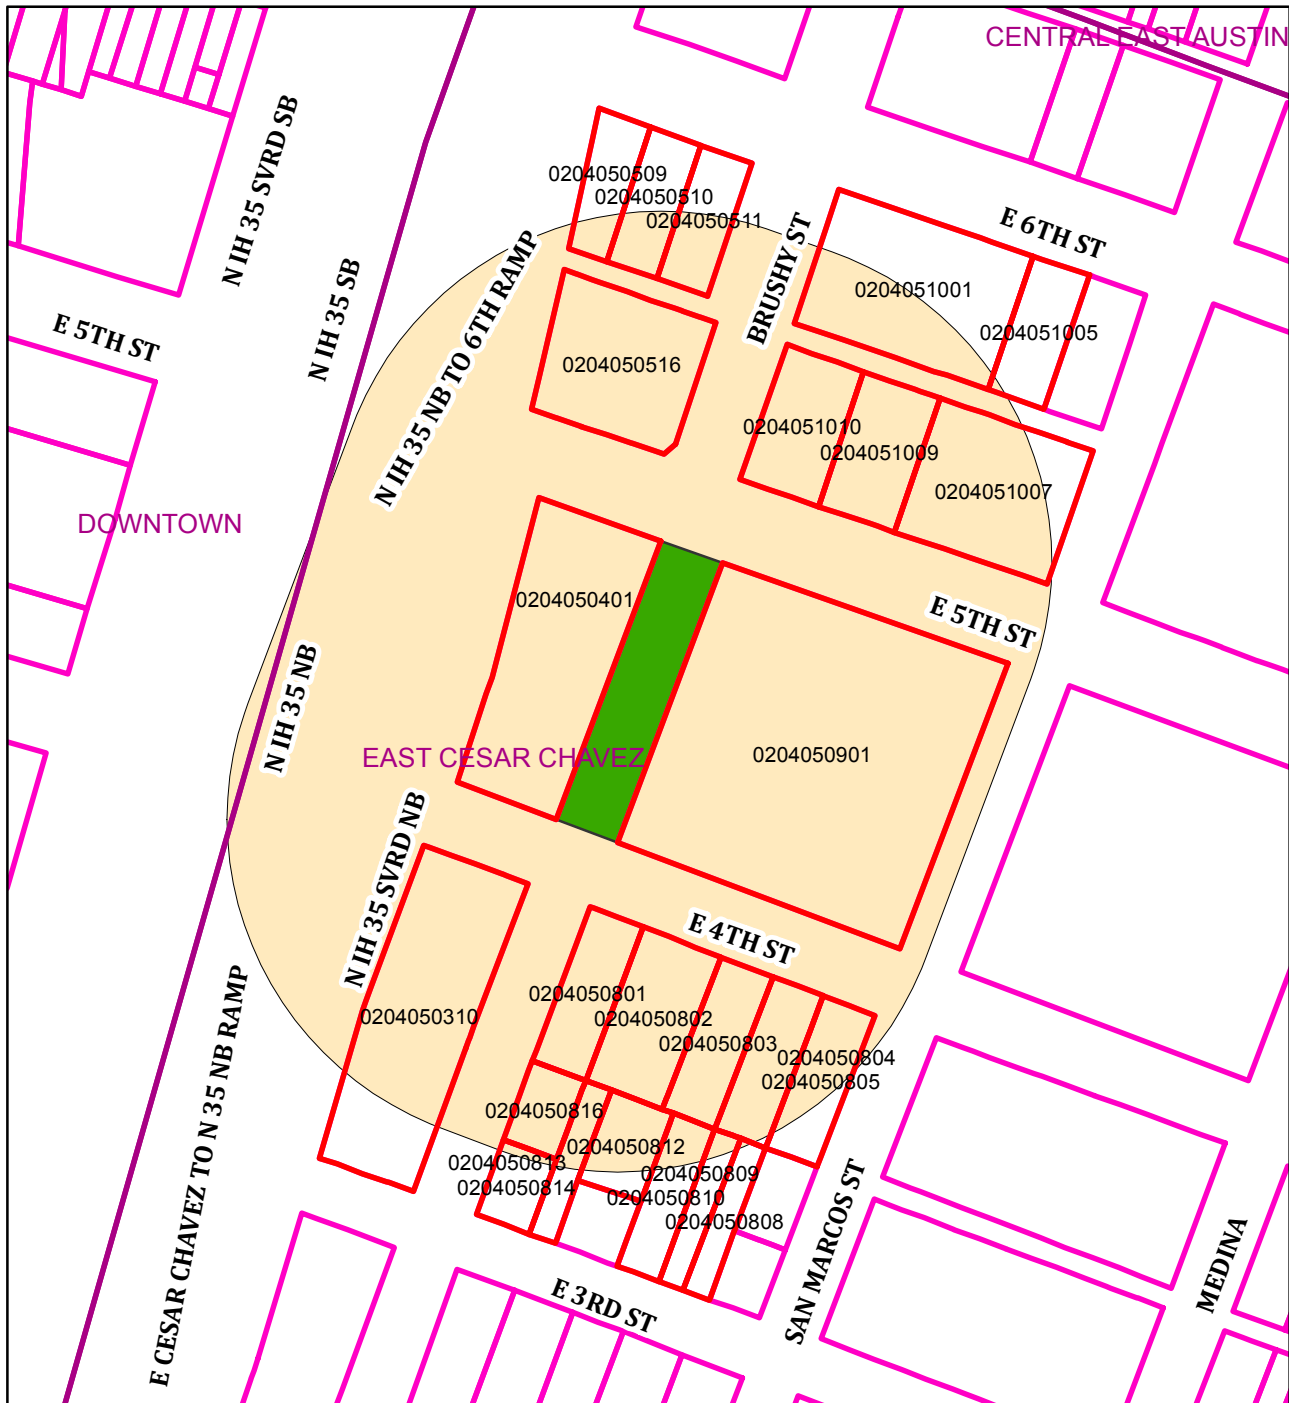 CENTRAL EAST AUSTIN
N IH 35 SVRD SB
0204050509
0204050510
0204050511
E 6TH ST
BRUSHY ST
N IH 35 SB
N IH 35 NB TO 6TH RAMP
0204051001
0204051005
E 5TH ST
0204050516
0204051010
0204051009
0204051007
DOWNTOWN
0204050401
E 5TH ST
N IH 35 NB
EAST CESAR CHAVEZ
0204050901
N IH 35 SVRD NB
E 4TH ST
0204050801
0204050802
0204050310
0204050803
0204050804
0204050805
E CESAR CHAVEZ TO N 35 NB RAMP
0204050816
0204050812
0204050813
0204050809
0204050814
0204050810
0204050808
SAN MARCOS ST
MEDINA
E 3RD ST